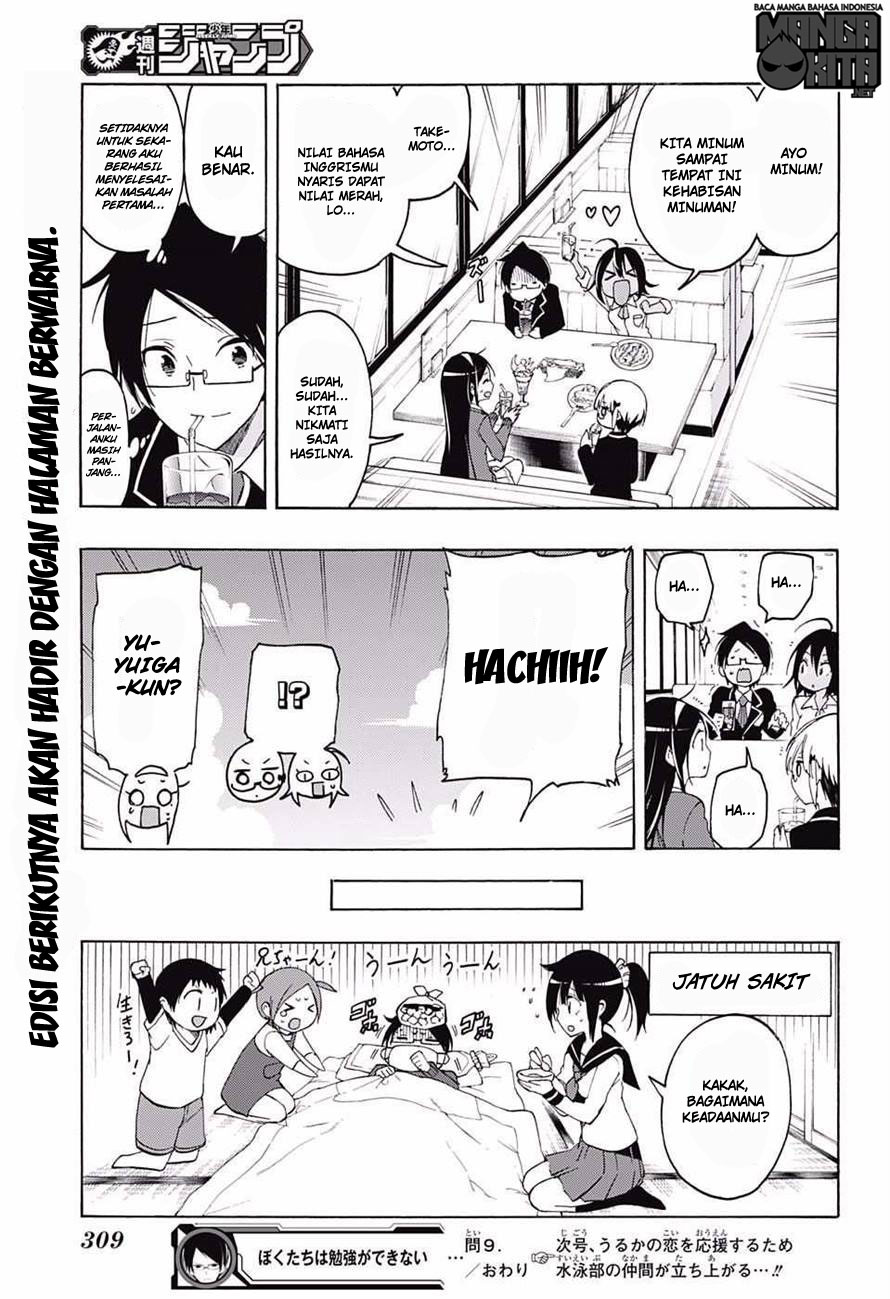 BACA MANGA BAHASA INDONESIA
MANGA
KITA
.NET
少年
週刊
ジャンプ
AYO
MINUM!
KITA MINUM
SAMPAI
TEMPAT INI
KEHABISAN
MINUMAN!
TAKE-
MOTO...
NILAI BAHASA
INGGRISMU
NYARIS DAPAT
NILAI MERAH,
LO...
SUDAH,
SUDAH...
KITA
NIKMATI
SAJA
HASILNYA.
KAU
BENAR.
SETIDAKNYA
UNTUK SEKA-
RANG AKU
BERHASIL
MENYELESAI-
KAN MASALAH
PERTAMA...
PER-
JALAN-
ANKU
MASIH
PAN-
JANG...
HA...
HA...
HA...
HACHIIH!
!?
YU-
YUIGA
-KUN?
JATUH SAKIT
KAKAK,
BAGAIMANA
KEADAANMU?
うーん うーん
兄ちゃーん!
ゴホ
ゴホ
生きろー!
EDISI BERIKUTNYA AKAN HADIR DENGAN HALAMAN BERWARNA.
309
ぼくたちは勉強ができない
…
問9.
／おわり
次号、うるかの恋を応援するため
水泳部の仲間が立ち上がる…!!